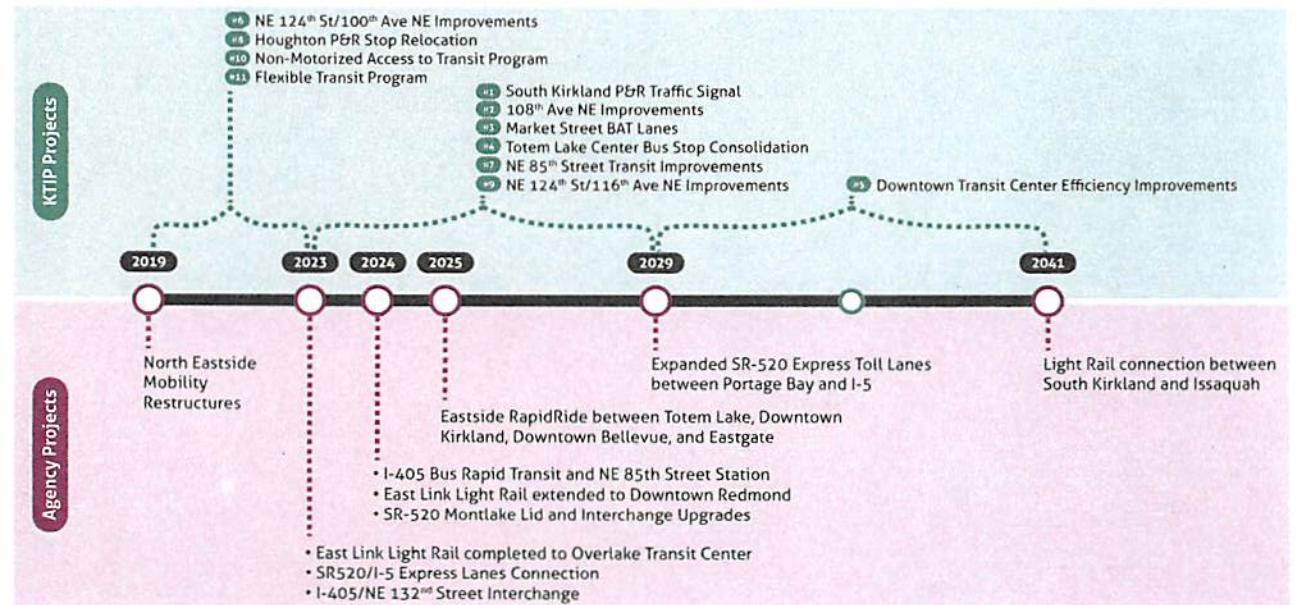 KTIP Projects
#6 NE 124th St/100th Ave NE Improvements
#8 Houghton P&R Stop Relocation
#10 Non-Motorized Access to Transit Program
#11 Flexible Transit Program
#1 South Kirkland P&R Traffic Signal
#2 108th Ave NE Improvements
#3 Market Street BAT Lanes
#4 Totem Lake Center Bus Stop Consolidation
#7 NE 85th Street Transit Improvements
#9 NE 124th St/116th Ave NE Improvements
#5 Downtown Transit Center Efficiency Improvements
2019
2023
2024
2025
2029
2041
Agency Projects
North Eastside
Mobility
Restructures
Expanded SR-520 Express Toll Lanes
between Portage Bay and I-5
Light Rail connection between
South Kirkland and Issaquah
Eastside RapidRide between Totem Lake, Downtown
Kirkland, Downtown Bellevue, and Eastgate
• I-405 Bus Rapid Transit and NE 85th Street Station
• East Link Light Rail extended to Downtown Redmond
• SR-520 Montlake Lid and Interchange Upgrades
• East Link Light Rail completed to Overlake Transit Center
• SR520/I-5 Express Lanes Connection
• I-405/NE 132nd Street Interchange